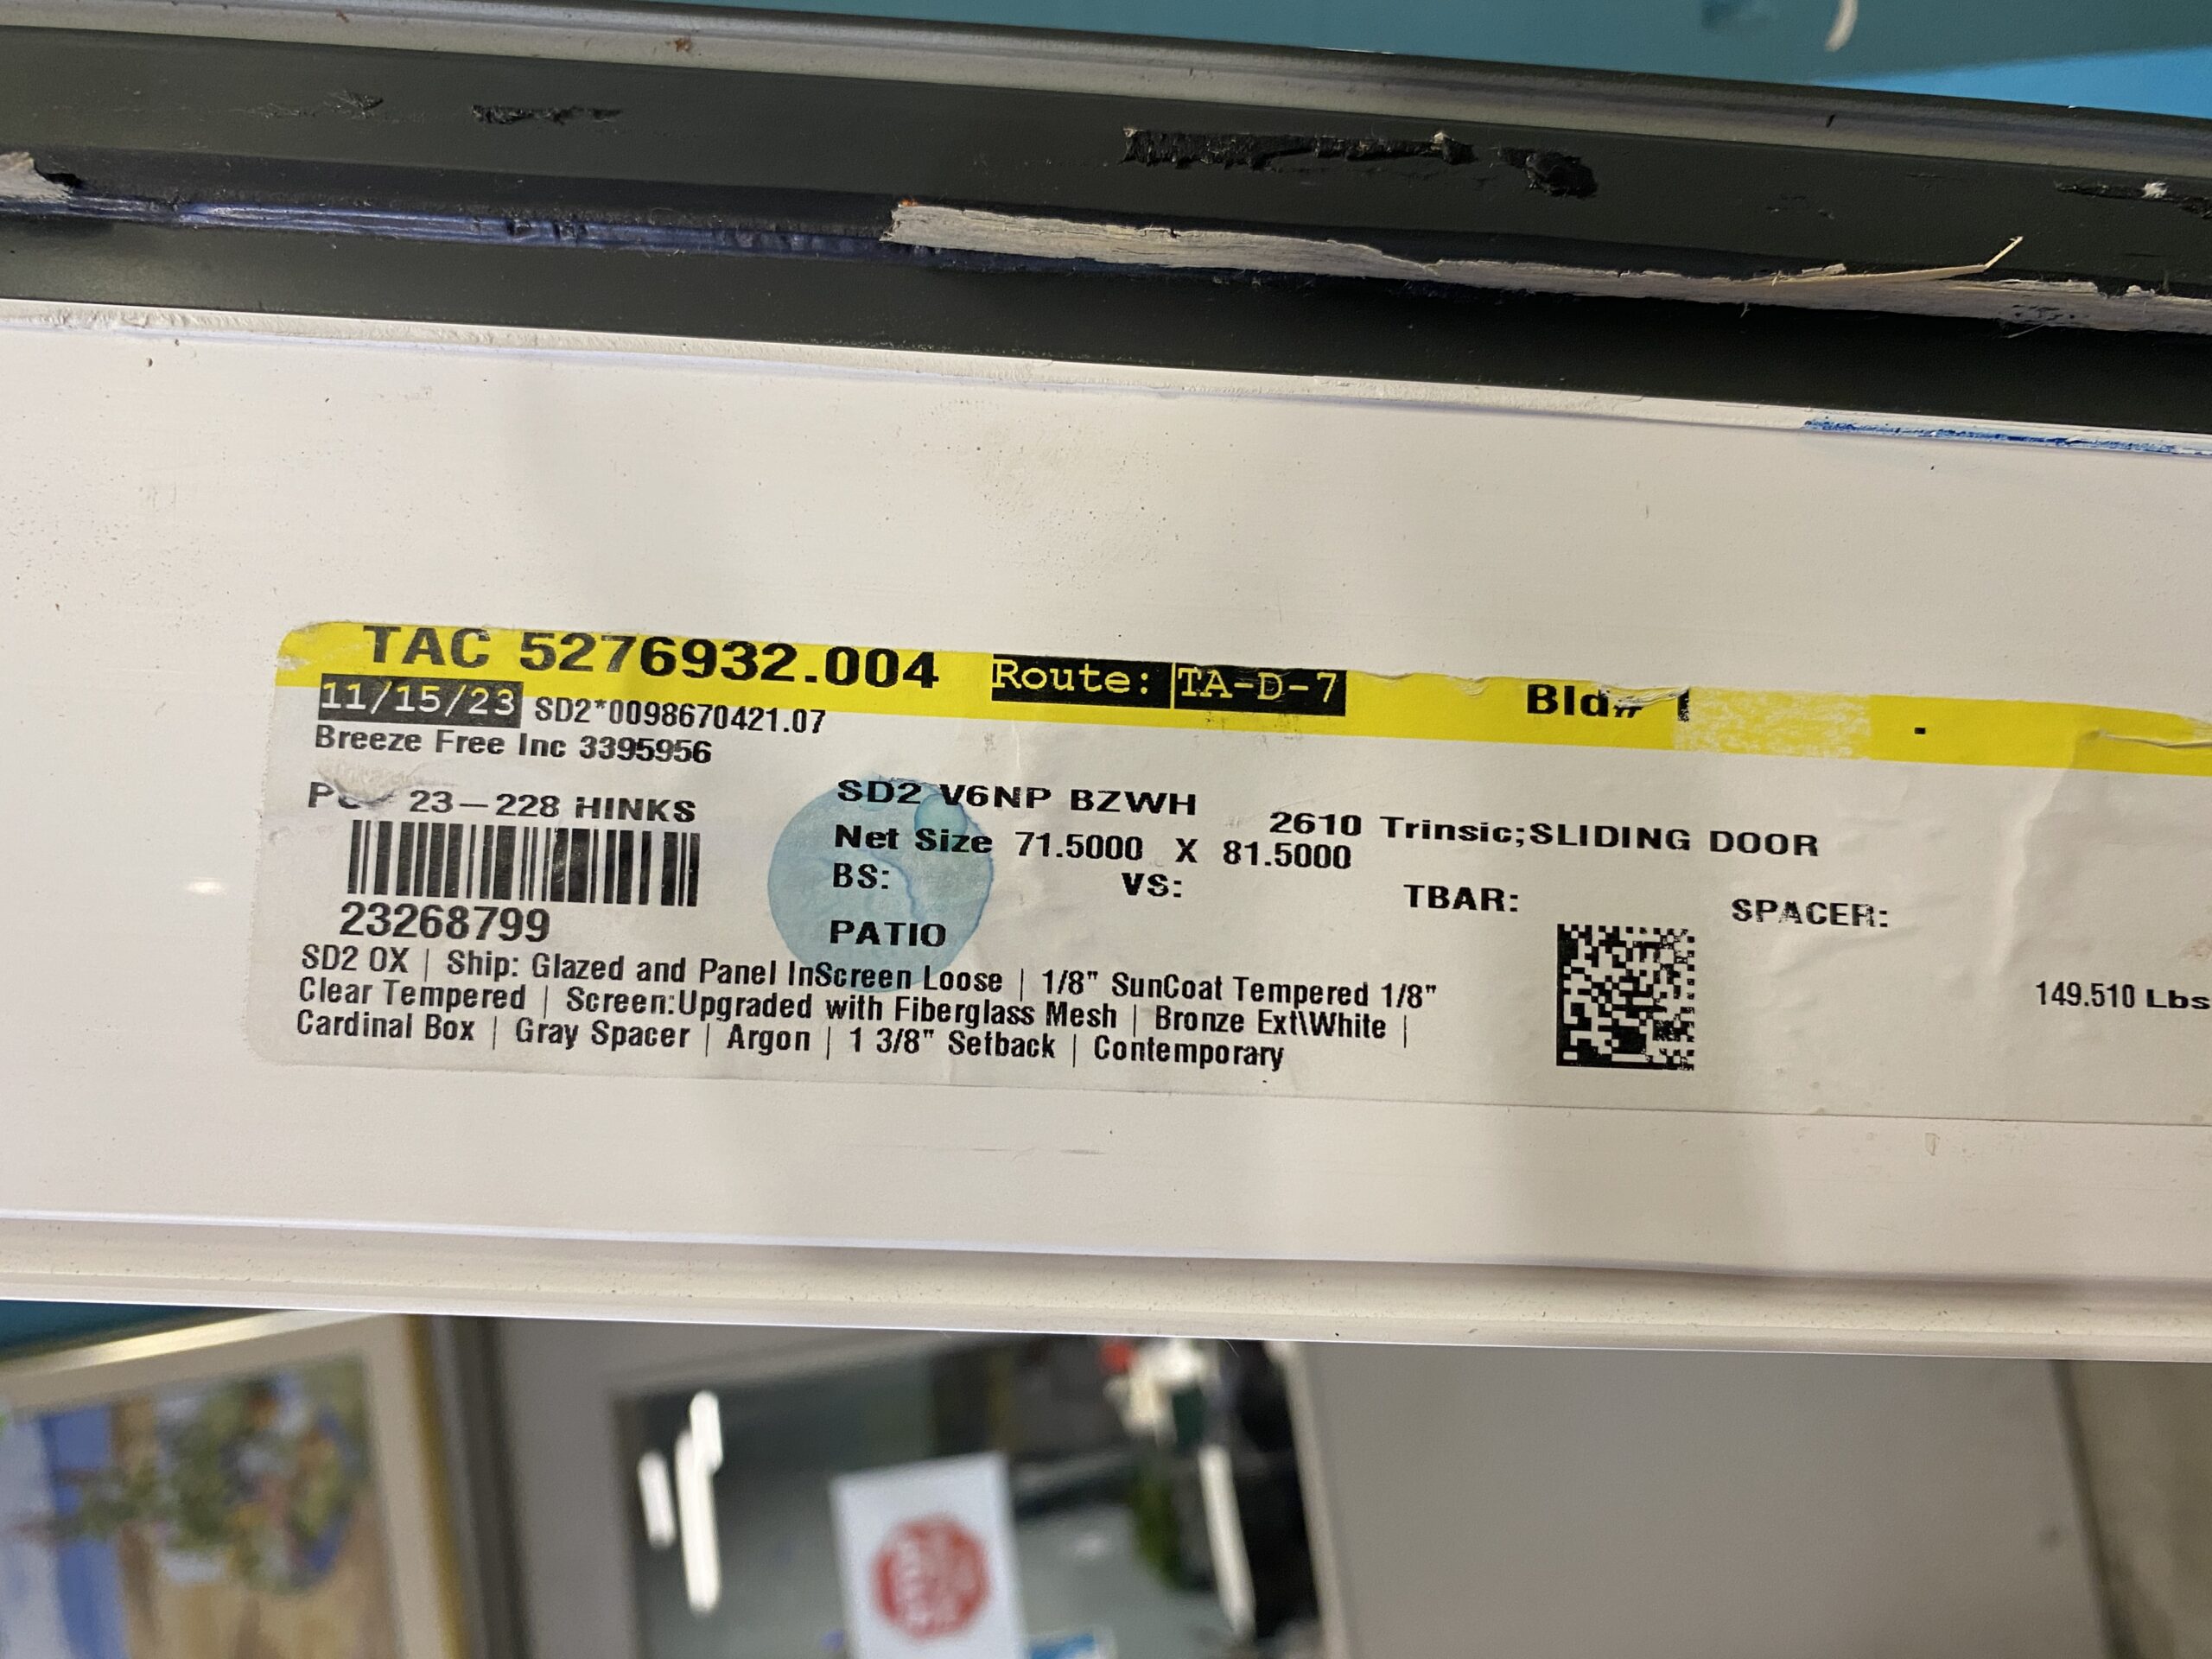 TAC 5276932.004 Route: TA-D-7 Bld#
11/15/23 SD2*0098670421.07
Breeze Free Inc 3395956
23-228 HINKS
23268799
SD2 V6NP BZWH 2610 Trinsic;SLIDING DOOR
Net Size 71.5000 X 81.5000
BS: VS: TBAR: SPACER:
PATIO
149.510 Lbs
SD2 OX | Ship: Glazed and Panel InScreen Loose | 1/8" SunCoat Tempered 1/8"
Clear Tempered | Screen:Upgraded with Fiberglass Mesh | Bronze Ext\White |
Cardinal Box | Gray Spacer | Argon | 1 3/8" Setback | Contemporary